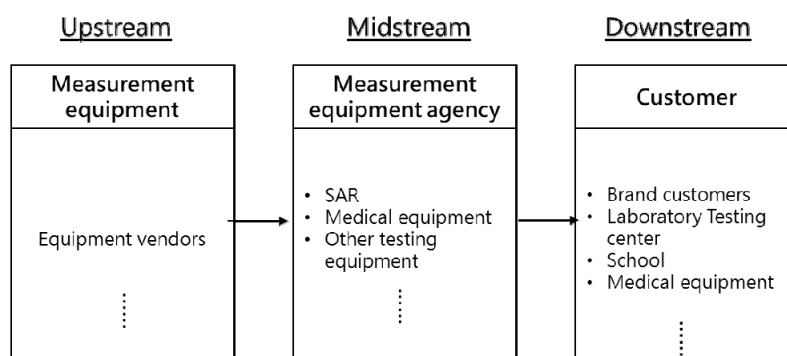 Upstream
Midstream
Downstream
Measurement
equipment
Equipment vendors
Measurement
equipment agency
• SAR
• Medical equipment
• Other testing
equipment
Customer
• Brand customers
• Laboratory Testing
center
• School
• Medical equipment